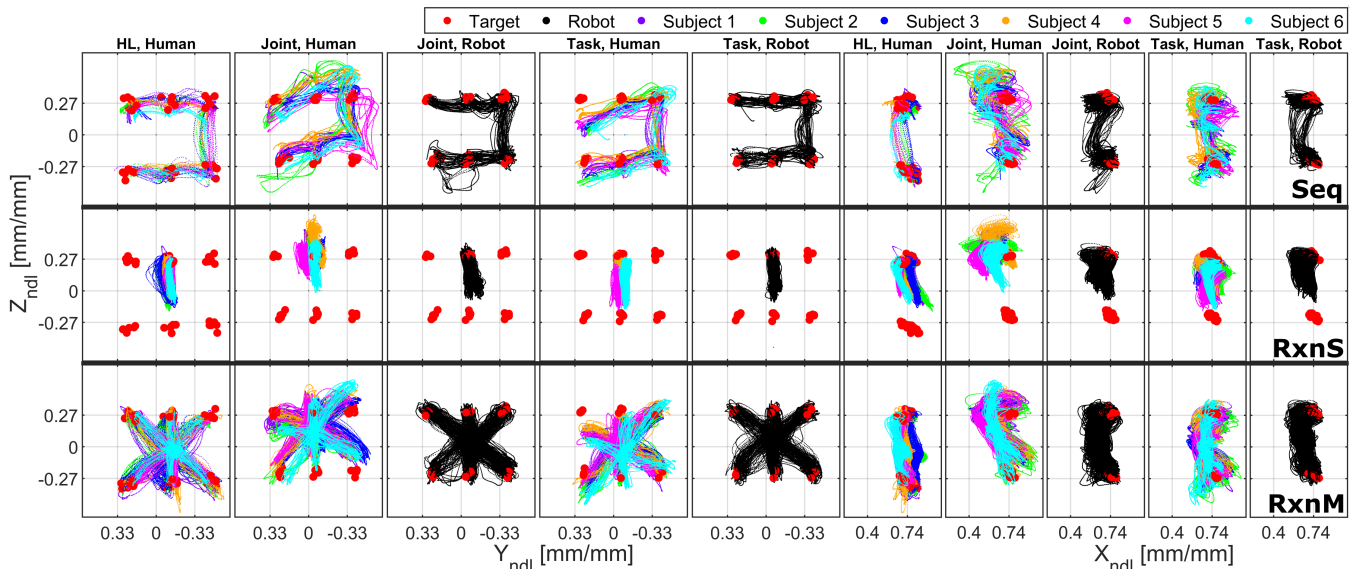 Target Robot Subject 1 Subject 2 Subject 3 Subject 4 Subject 5 Subject 6
HL, Human Joint, Human Joint, Robot Task, Human Task, Robot HL, Human Joint, Human Joint, Robot Task, Human Task, Robot
0.27
0
-0.27
Seq
Z_ndl [mm/mm]
0.27
0
-0.27
RxnS
0.27
0
-0.27
RxnM
0.33 0 -0.33 0.33 0 -0.33 0.33 0 -0.33 0.33 0 -0.33 0.33 0 -0.33 0.4 0.74 0.4 0.74 0.4 0.74 0.4 0.74 0.4 0.74
Y_ndl [mm/mm] X_ndl [mm/mm]